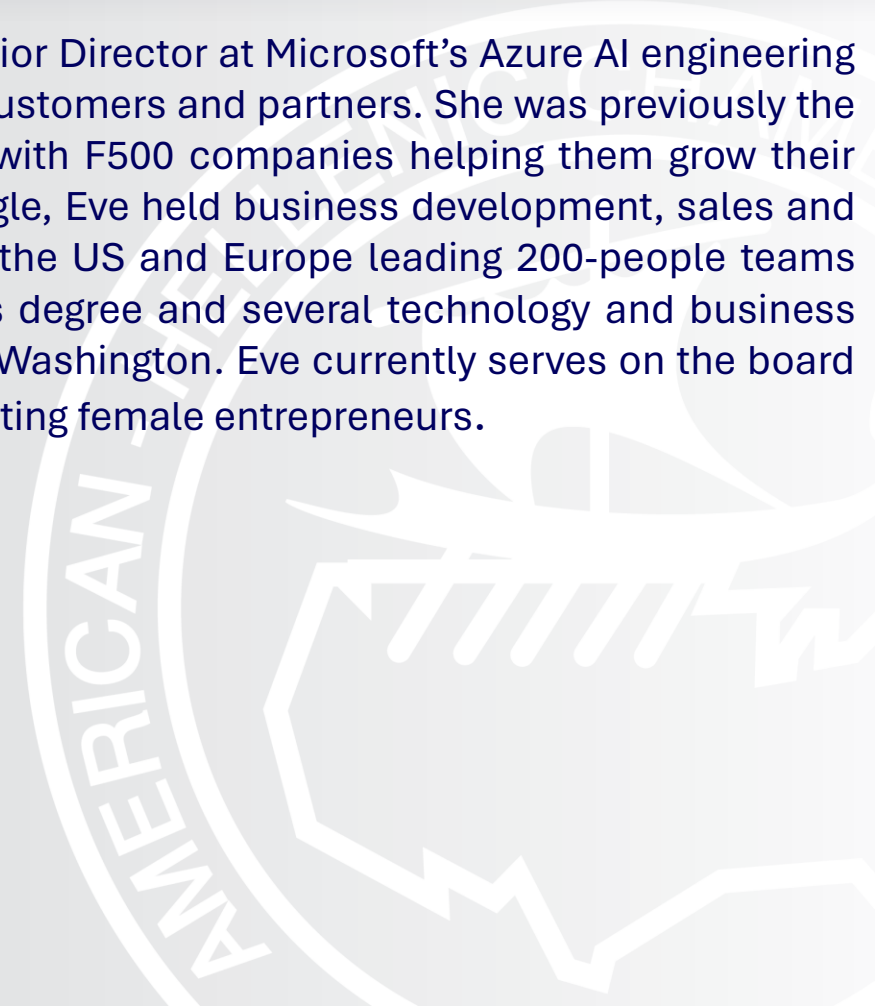 ior Director at Microsoft’s Azure AI engineering
ustomers and partners. She was previously the
with F500 companies helping them grow their
gle, Eve held business development, sales and
the US and Europe leading 200-people teams
s degree and several technology and business
Washington. Eve currently serves on the board
ting female entrepreneurs.
AMERICAN - HELLENIC CHAM